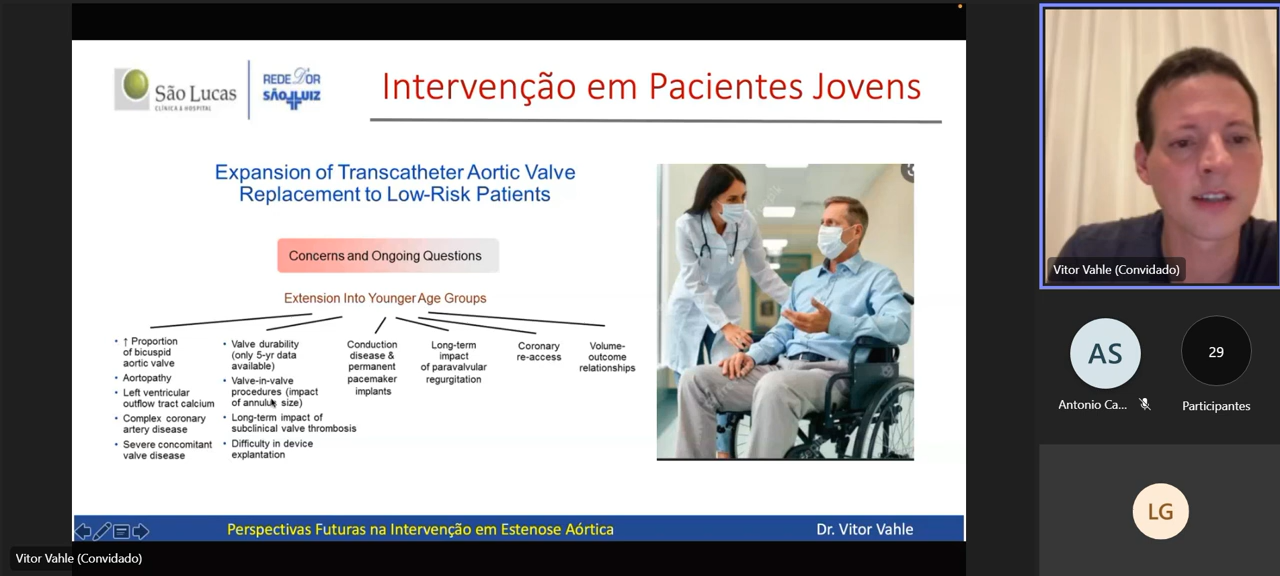 São Lucas
CLÍNICA & HOSPITAL
REDE D'OR
SÃO LUIZ
Intervenção em Pacientes Jovens
Expansion of Transcatheter Aortic Valve
Replacement to Low-Risk Patients
Concerns and Ongoing Questions
Extension Into Younger Age Groups
• ↑ Proportion
of bicuspid
aortic valve
• Aortopathy
• Left ventricular
outflow tract calcium
• Complex coronary
artery disease
• Severe concomitant
valve disease
• Valve durability
(only 5-yr data
available)
• Valve-in-valve
procedures (impact
of annulus size)
• Long-term impact of
subclinical valve thrombosis
• Difficulty in device
explantation
Conduction
disease &
permanent
pacemaker
implants
Long-term
impact
of paravalvular
regurgitation
Coronary
re-access
Volume-
outcome
relationships
Perspectivas Futuras na Intervenção em Estenose Aórtica
Dr. Vitor Vahle
Vitor Vahle (Convidado)
Vitor Vahle (Convidado)
AS
Antonio Ca...
29
Participantes
LG